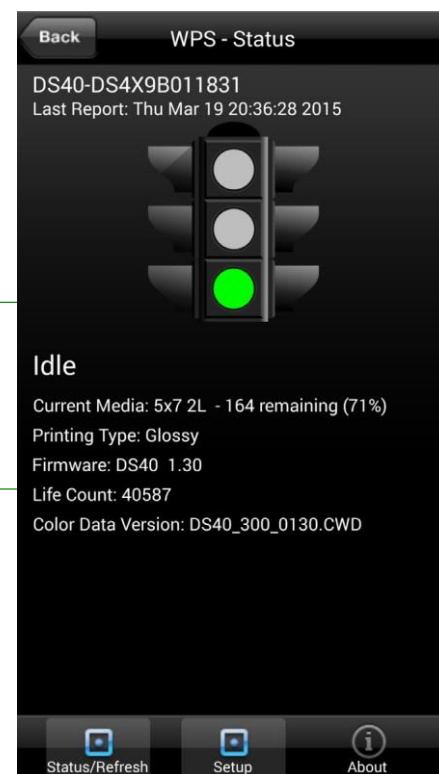 Back
WPS - Status
DS40-DS4X9B011831
Last Report: Thu Mar 19 20:36:28 2015
Idle
Current Media: 5x7 2L - 164 remaining (71%)
Printing Type: Glossy
Firmware: DS40 1.30
Life Count: 40587
Color Data Version: DS40_300_0130.CWD
Status/Refresh
Setup
About